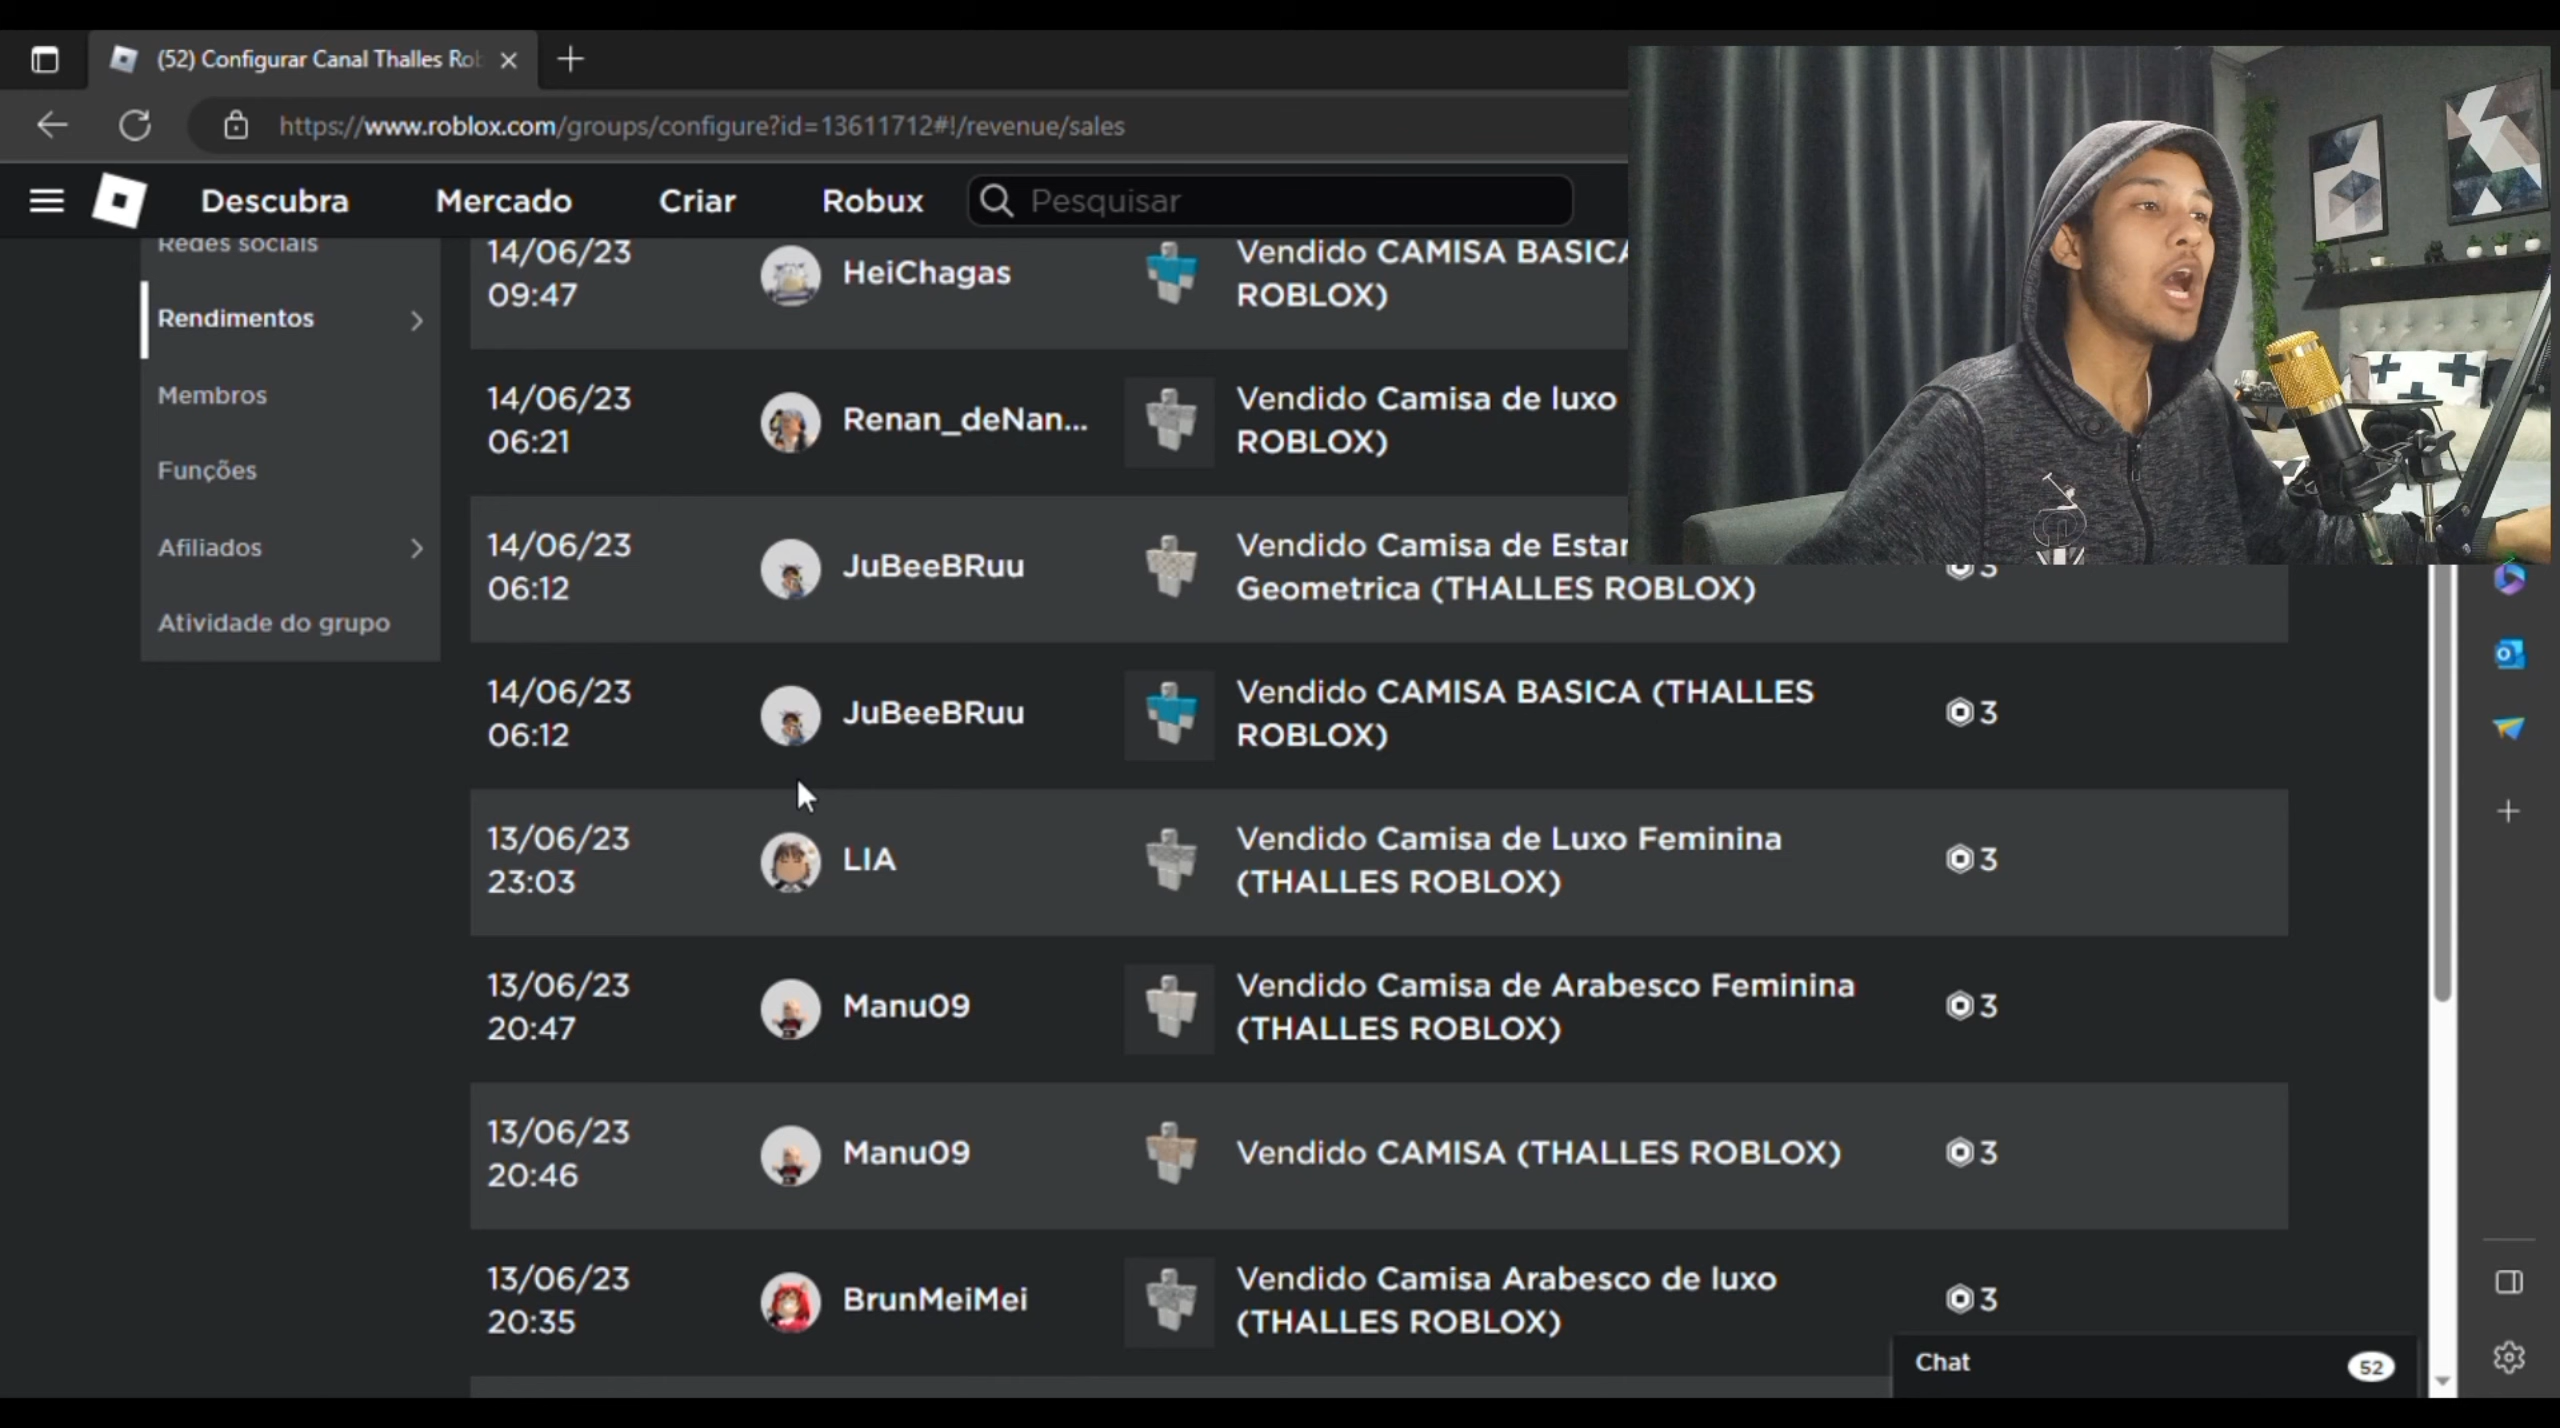 (52) Configurar Canal Thalles Rob
https://www.roblox.com/groups/configure?id=13611712#!/revenue/sales
Descubra Mercado Criar Robux Pesquisar
Redes sociais
Rendimentos
Membros
Funções
Afiliados
Atividade do grupo
14/06/23 HeiChagas Vendido CAMISA BASICA
09:47 ROBLOX)
14/06/23 Renan_deNan... Vendido Camisa de luxo
06:21 ROBLOX)
14/06/23 JuBeeBRuu Vendido Camisa de Estam 3
06:12 Geometrica (THALLES ROBLOX)
14/06/23 JuBeeBRuu Vendido CAMISA BASICA (THALLES 3
06:12 ROBLOX)
13/06/23 LIA Vendido Camisa de Luxo Feminina 3
23:03 (THALLES ROBLOX)
13/06/23 Manu09 Vendido Camisa de Arabesco Feminina 3
20:47 (THALLES ROBLOX)
13/06/23 Manu09 Vendido CAMISA (THALLES ROBLOX) 3
20:46
13/06/23 BrunMeiMei Vendido Camisa Arabesco de luxo 3
20:35 (THALLES ROBLOX)
Chat 52